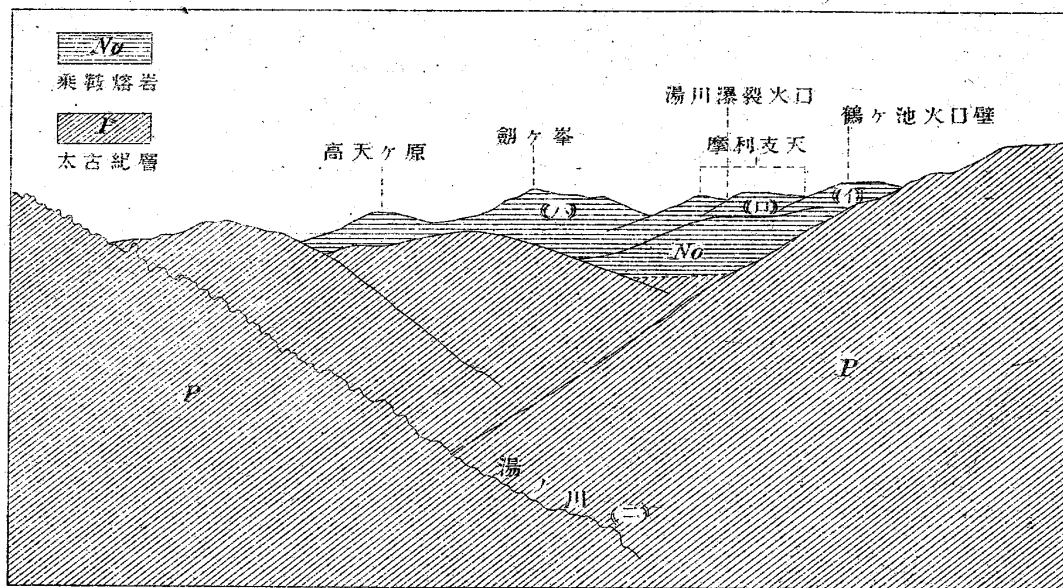 No
乗鞍熔岩
P
太古紀層
湯川爆裂火口
鶴ヶ池火口壁
高天ヶ原
劔ヶ峯
摩利支天
(ハ)
(ロ)
(イ)
No
P
P
湯ノ川
(ニ)